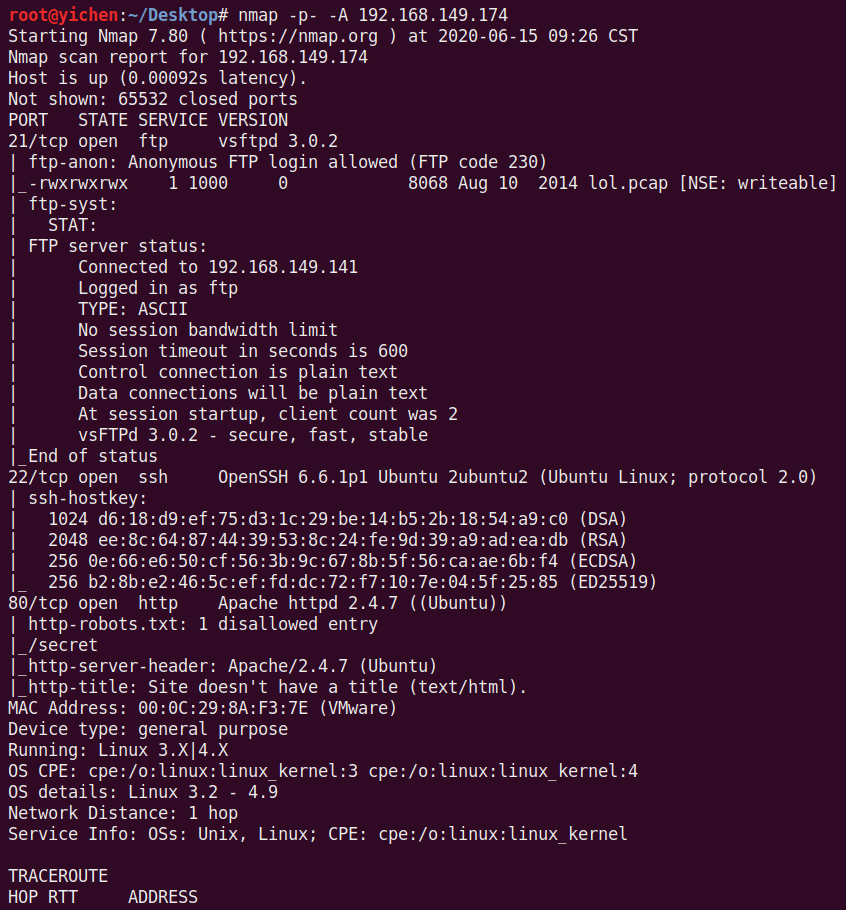 root@yichen:~/Desktop# nmap -p- -A 192.168.149.174
Starting Nmap 7.80 ( https://nmap.org ) at 2020-06-15 09:26 CST
Nmap scan report for 192.168.149.174
Host is up (0.00092s latency).
Not shown: 65532 closed ports
PORT   STATE SERVICE VERSION
21/tcp open  ftp     vsftpd 3.0.2
| ftp-anon: Anonymous FTP login allowed (FTP code 230)
|_-rwxrwxrwx    1 1000     0            8068 Aug 10  2014 lol.pcap [NSE: writeable]
| ftp-syst:
|   STAT:
| FTP server status:
|      Connected to 192.168.149.141
|      Logged in as ftp
|      TYPE: ASCII
|      No session bandwidth limit
|      Session timeout in seconds is 600
|      Control connection is plain text
|      Data connections will be plain text
|      At session startup, client count was 2
|      vsFTPd 3.0.2 - secure, fast, stable
|_End of status
22/tcp open  ssh     OpenSSH 6.6.1p1 Ubuntu 2ubuntu2 (Ubuntu Linux; protocol 2.0)
| ssh-hostkey:
|   1024 d6:18:d9:ef:75:d3:1c:29:be:14:b5:2b:18:54:a9:c0 (DSA)
|   2048 ee:8c:64:87:44:39:53:8c:24:fe:9d:39:a9:ad:ea:db (RSA)
|   256 0e:66:e6:50:cf:56:3b:9c:67:8b:5f:56:ca:ae:6b:f4 (ECDSA)
|_  256 b2:8b:e2:46:5c:ef:fd:dc:72:f7:10:7e:04:5f:25:85 (ED25519)
80/tcp open  http    Apache httpd 2.4.7 ((Ubuntu))
| http-robots.txt: 1 disallowed entry
|_/secret
|_http-server-header: Apache/2.4.7 (Ubuntu)
|_http-title: Site doesn't have a title (text/html).
MAC Address: 00:0C:29:8A:F3:7E (VMware)
Device type: general purpose
Running: Linux 3.X|4.X
OS CPE: cpe:/o:linux:linux_kernel:3 cpe:/o:linux:linux_kernel:4
OS details: Linux 3.2 - 4.9
Network Distance: 1 hop
Service Info: OSs: Unix, Linux; CPE: cpe:/o:linux:linux_kernel
TRACEROUTE
HOP RTT     ADDRESS